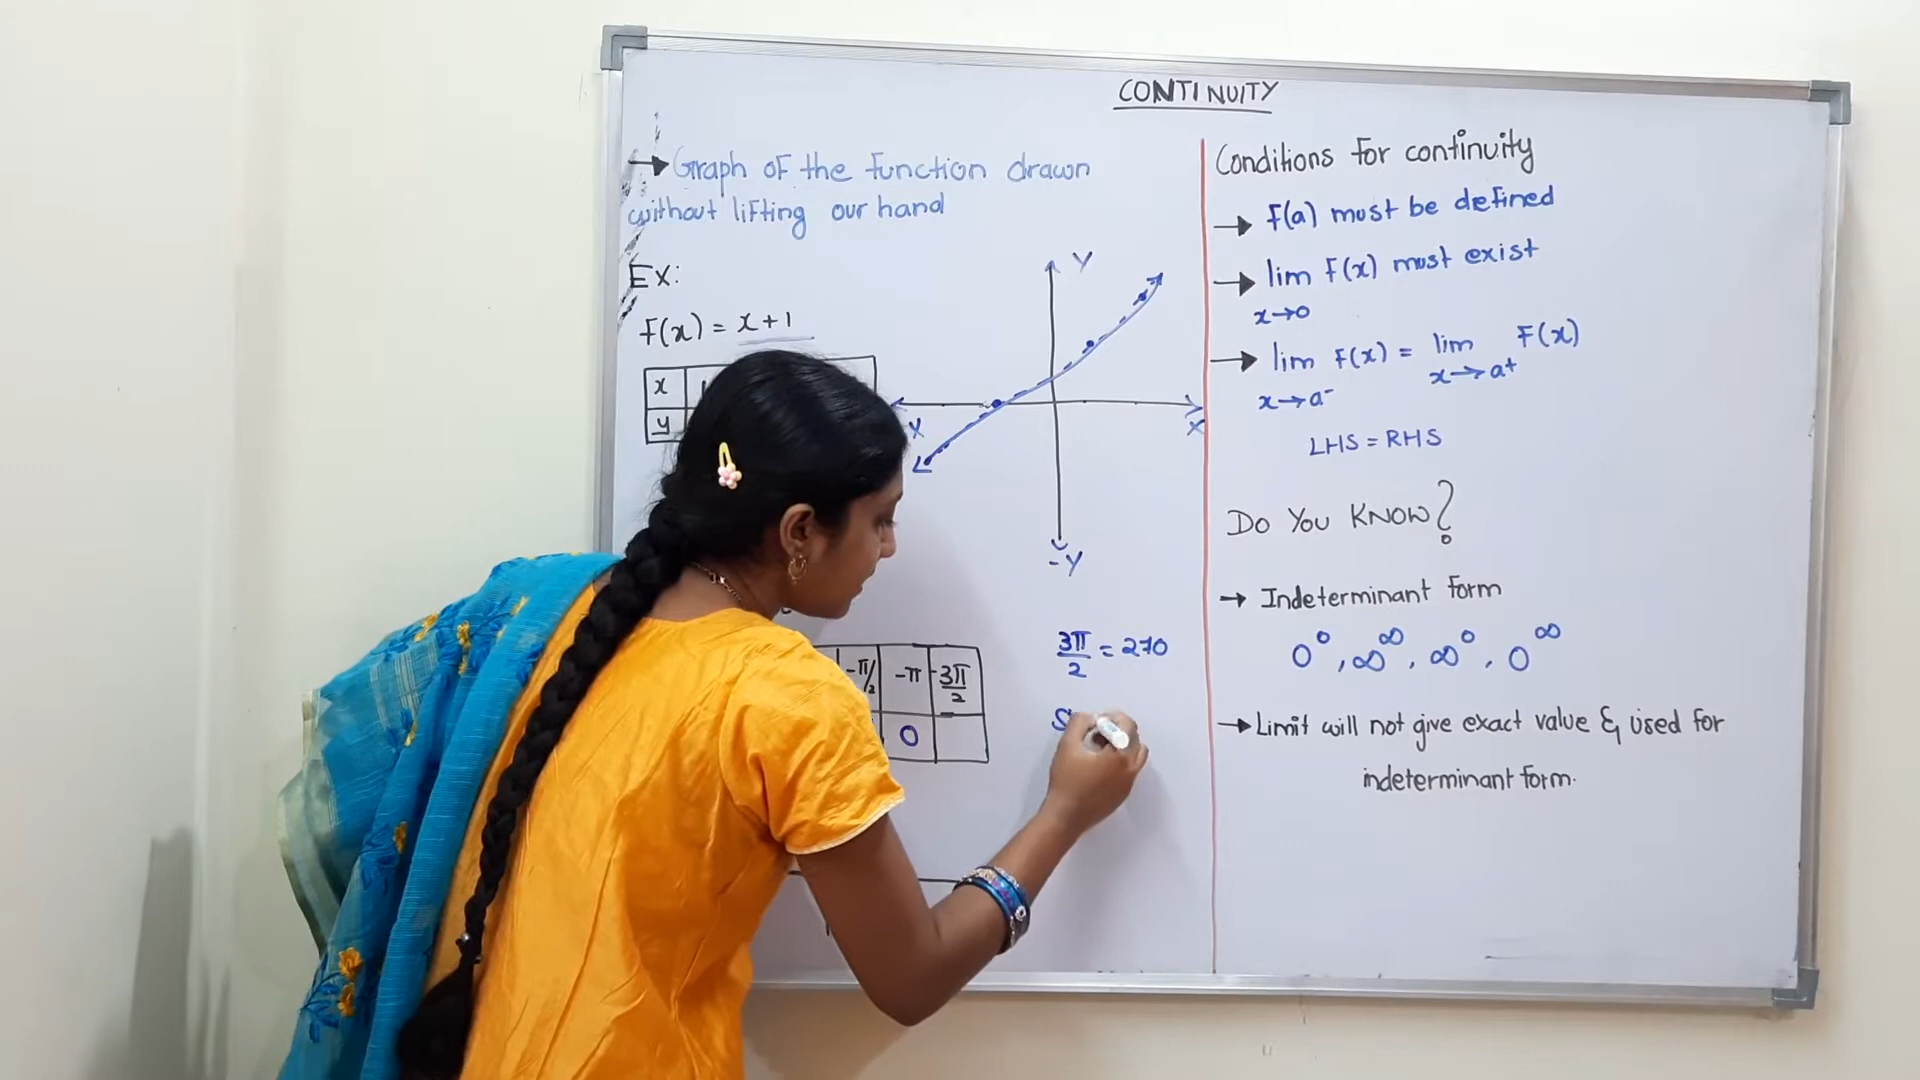 CONTINUITY
→ Graph of the function drawn
without lifting our hand
Ex:
f(x) = x+1
x
y
Y
X
X
-Y
-π/2 -π -3π/2
0
3π/2 = 270
S
Conditions for continuity
→ f(a) must be defined
→ lim f(x) must exist
x→0
→ lim f(x) = lim f(x)
x→a⁻ x→a⁺
LHS = RHS
DO YOU KNOW?
→ Indeterminant form
0⁰, ∞^∞, ∞⁰, 0^∞
→ Limit will not give exact value & used for
indeterminant form.